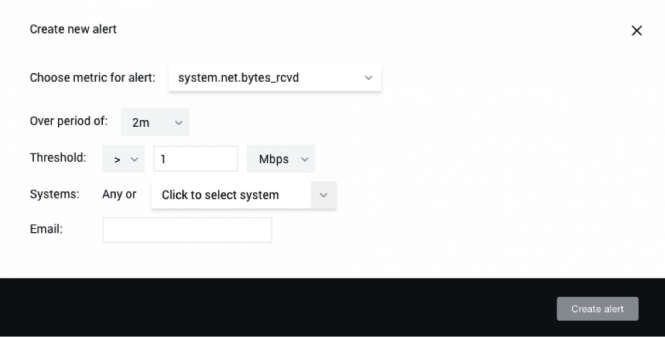 Create new alert
Choose metric for alert: system.net.bytes_rcvd
Over period of: 2m
Threshold: > 1 Mbps
Systems: Any or Click to select system
Email:
Create alert